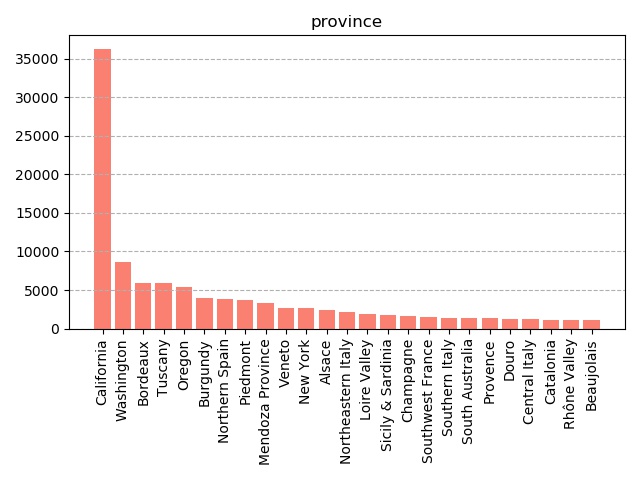 province
35000
30000
25000
20000
15000
10000
5000
0
California
Washington
Bordeaux
Tuscany
Oregon
Burgundy
Northern Spain
Piedmont
Mendoza Province
Veneto
New York
Alsace
Northeastern Italy
Loire Valley
Sicily & Sardinia
Champagne
Southwest France
Southern Italy
South Australia
Provence
Douro
Central Italy
Catalonia
Rhône Valley
Beaujolais